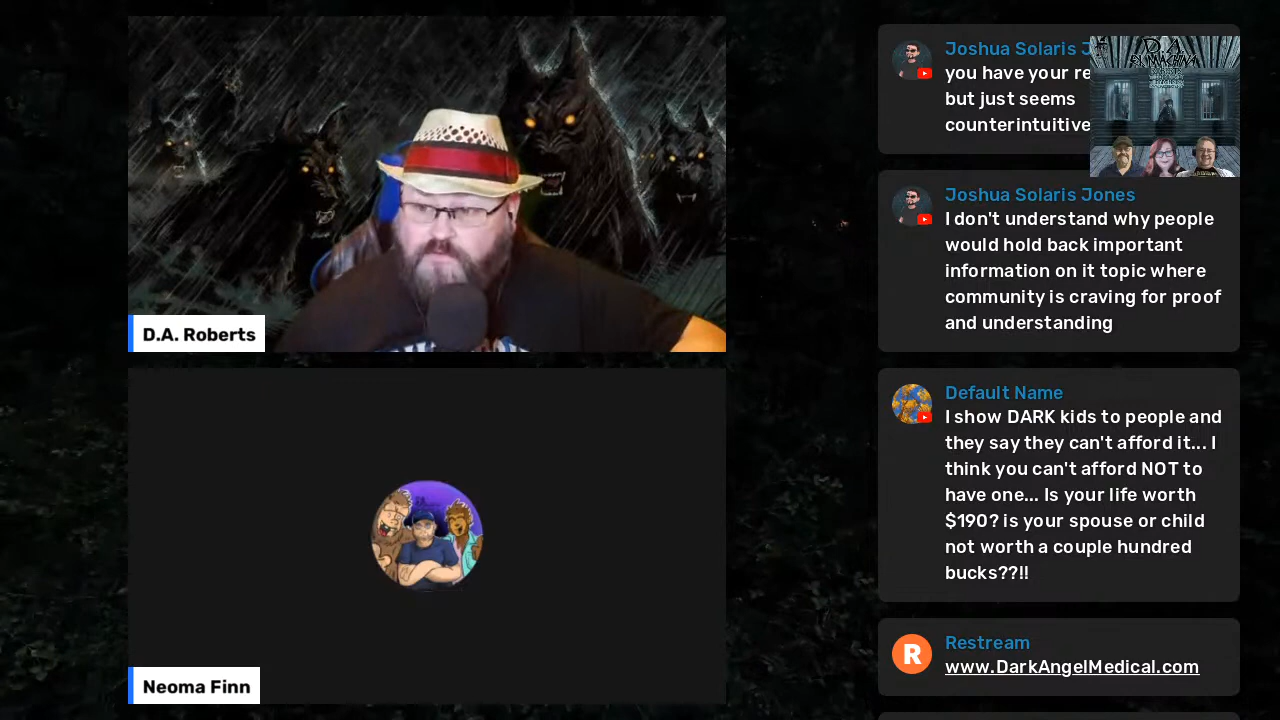 D.A. Roberts
Neoma Finn
Joshua Solaris J
you have your re
but just seems
counterintuitive
Joshua Solaris Jones
I don't understand why people
would hold back important
information on it topic where
community is craving for proof
and understanding
Default Name
I show DARK kids to people and
they say they can't afford it... I
think you can't afford NOT to
have one... Is your life worth
$190? is your spouse or child
not worth a couple hundred
bucks??!!
R
Restream
www.DarkAngelMedical.com